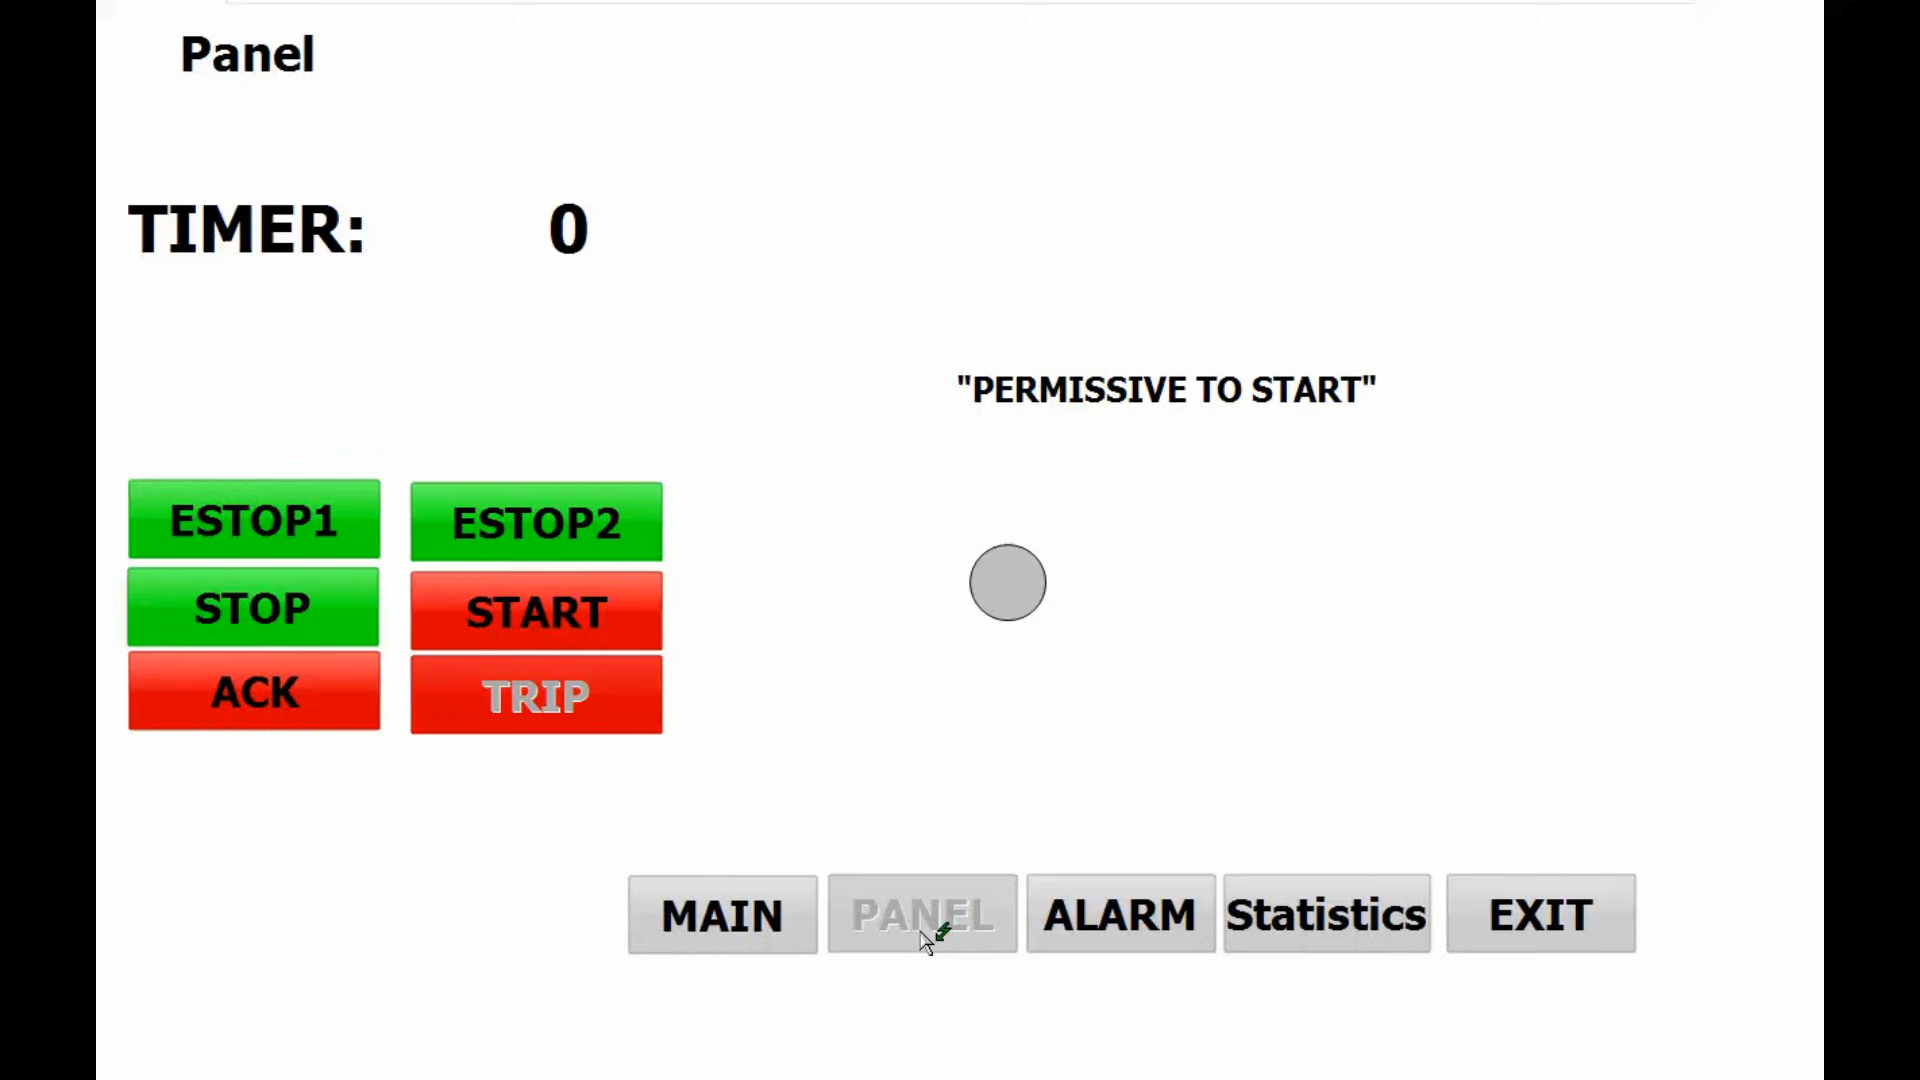 Panel
TIMER: 0
"PERMISSIVE TO START"
ESTOP1 ESTOP2
STOP START
ACK TRIP
MAIN PANEL ALARM Statistics EXIT